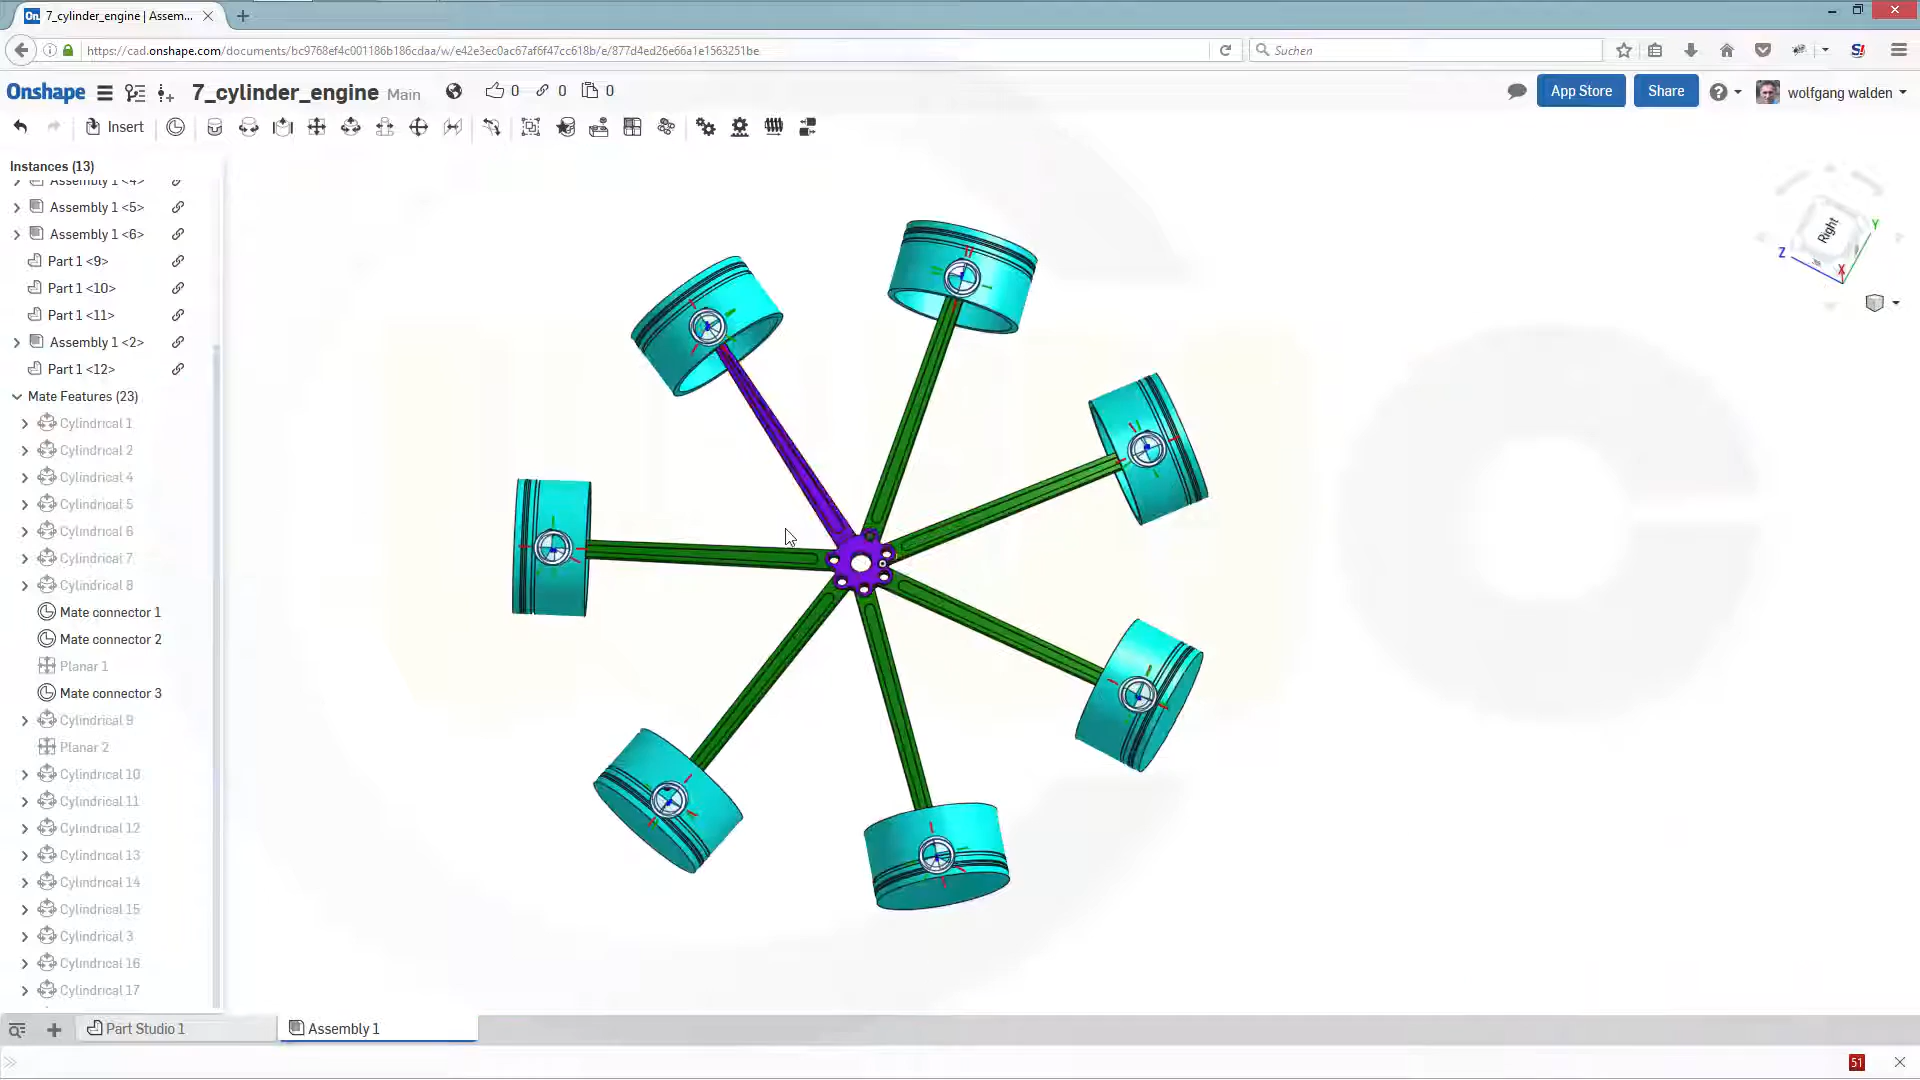 7_cylinder_engine | Assem...
https://cad.onshape.com/documents/bc9768ef4c001186b186cdaa/w/e42e3ec0ac67af6f47cc618b/e/877d4ed26e66a1e1563251be
Suchen
Onshape
7_cylinder_engine Main
0
0
0
App Store
Share
wolfgang walden
Insert
Instances (13)
Assembly 1 <4>
Assembly 1 <5>
Assembly 1 <6>
Part 1 <9>
Part 1 <10>
Part 1 <11>
Assembly 1 <2>
Part 1 <12>
Mate Features (23)
Cylindrical 1
Cylindrical 2
Cylindrical 4
Cylindrical 5
Cylindrical 6
Cylindrical 7
Cylindrical 8
Mate connector 1
Mate connector 2
Planar 1
Mate connector 3
Cylindrical 9
Planar 2
Cylindrical 10
Cylindrical 11
Cylindrical 12
Cylindrical 13
Cylindrical 14
Cylindrical 15
Cylindrical 3
Cylindrical 16
Cylindrical 17
Right
Y
Z
X
Part Studio 1
Assembly 1
51